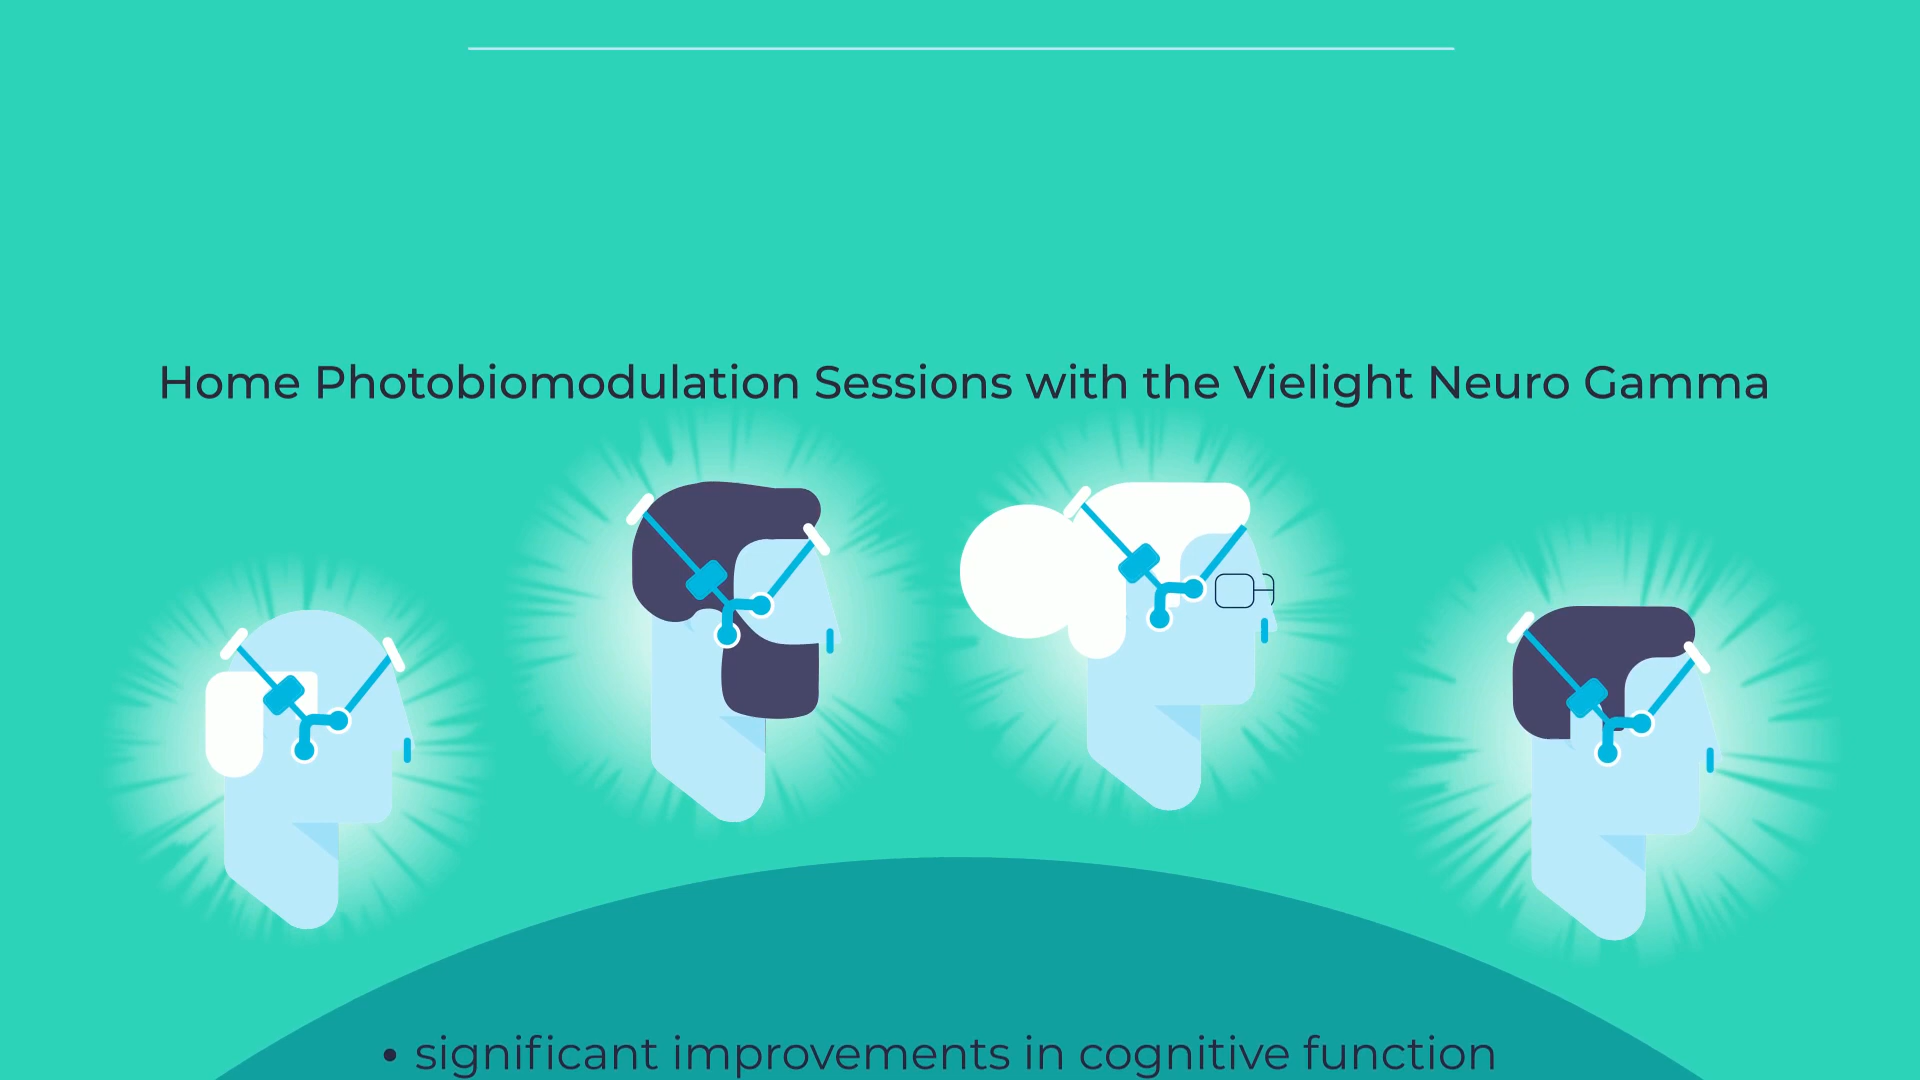 Home Photobiomodulation Sessions with the Vielight Neuro Gamma
• significant improvements in cognitive function